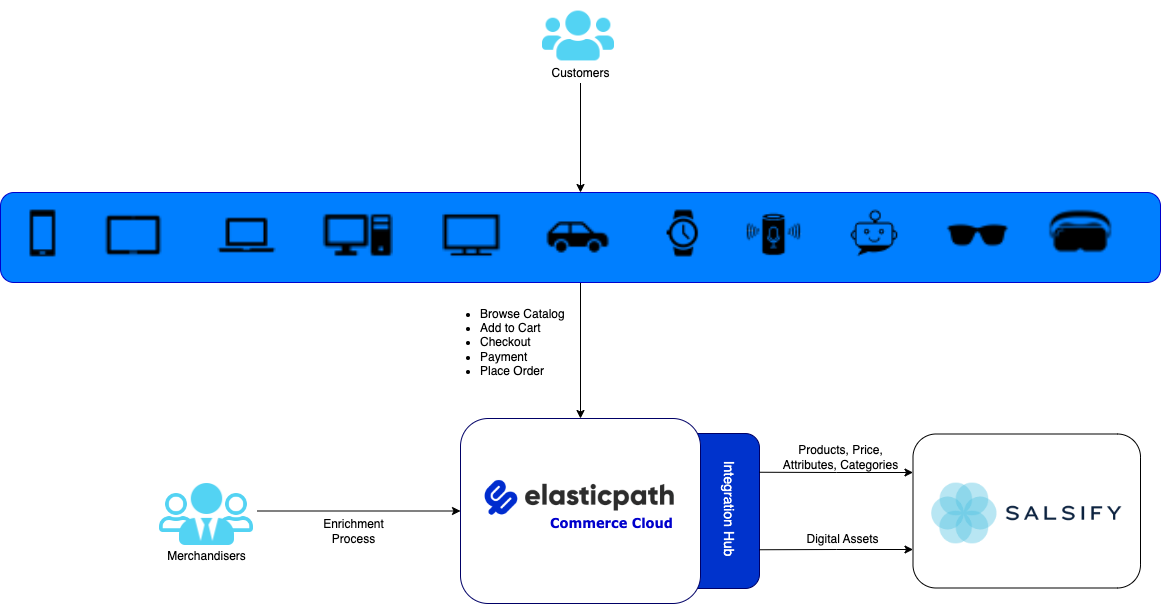 Customers
• Browse Catalog
• Add to Cart
• Checkout
• Payment
• Place Order
Merchandisers
Enrichment
Process
elasticpath
Commerce Cloud
Integration Hub
Products, Price,
Attributes, Categories
Digital Assets
SALSIFY